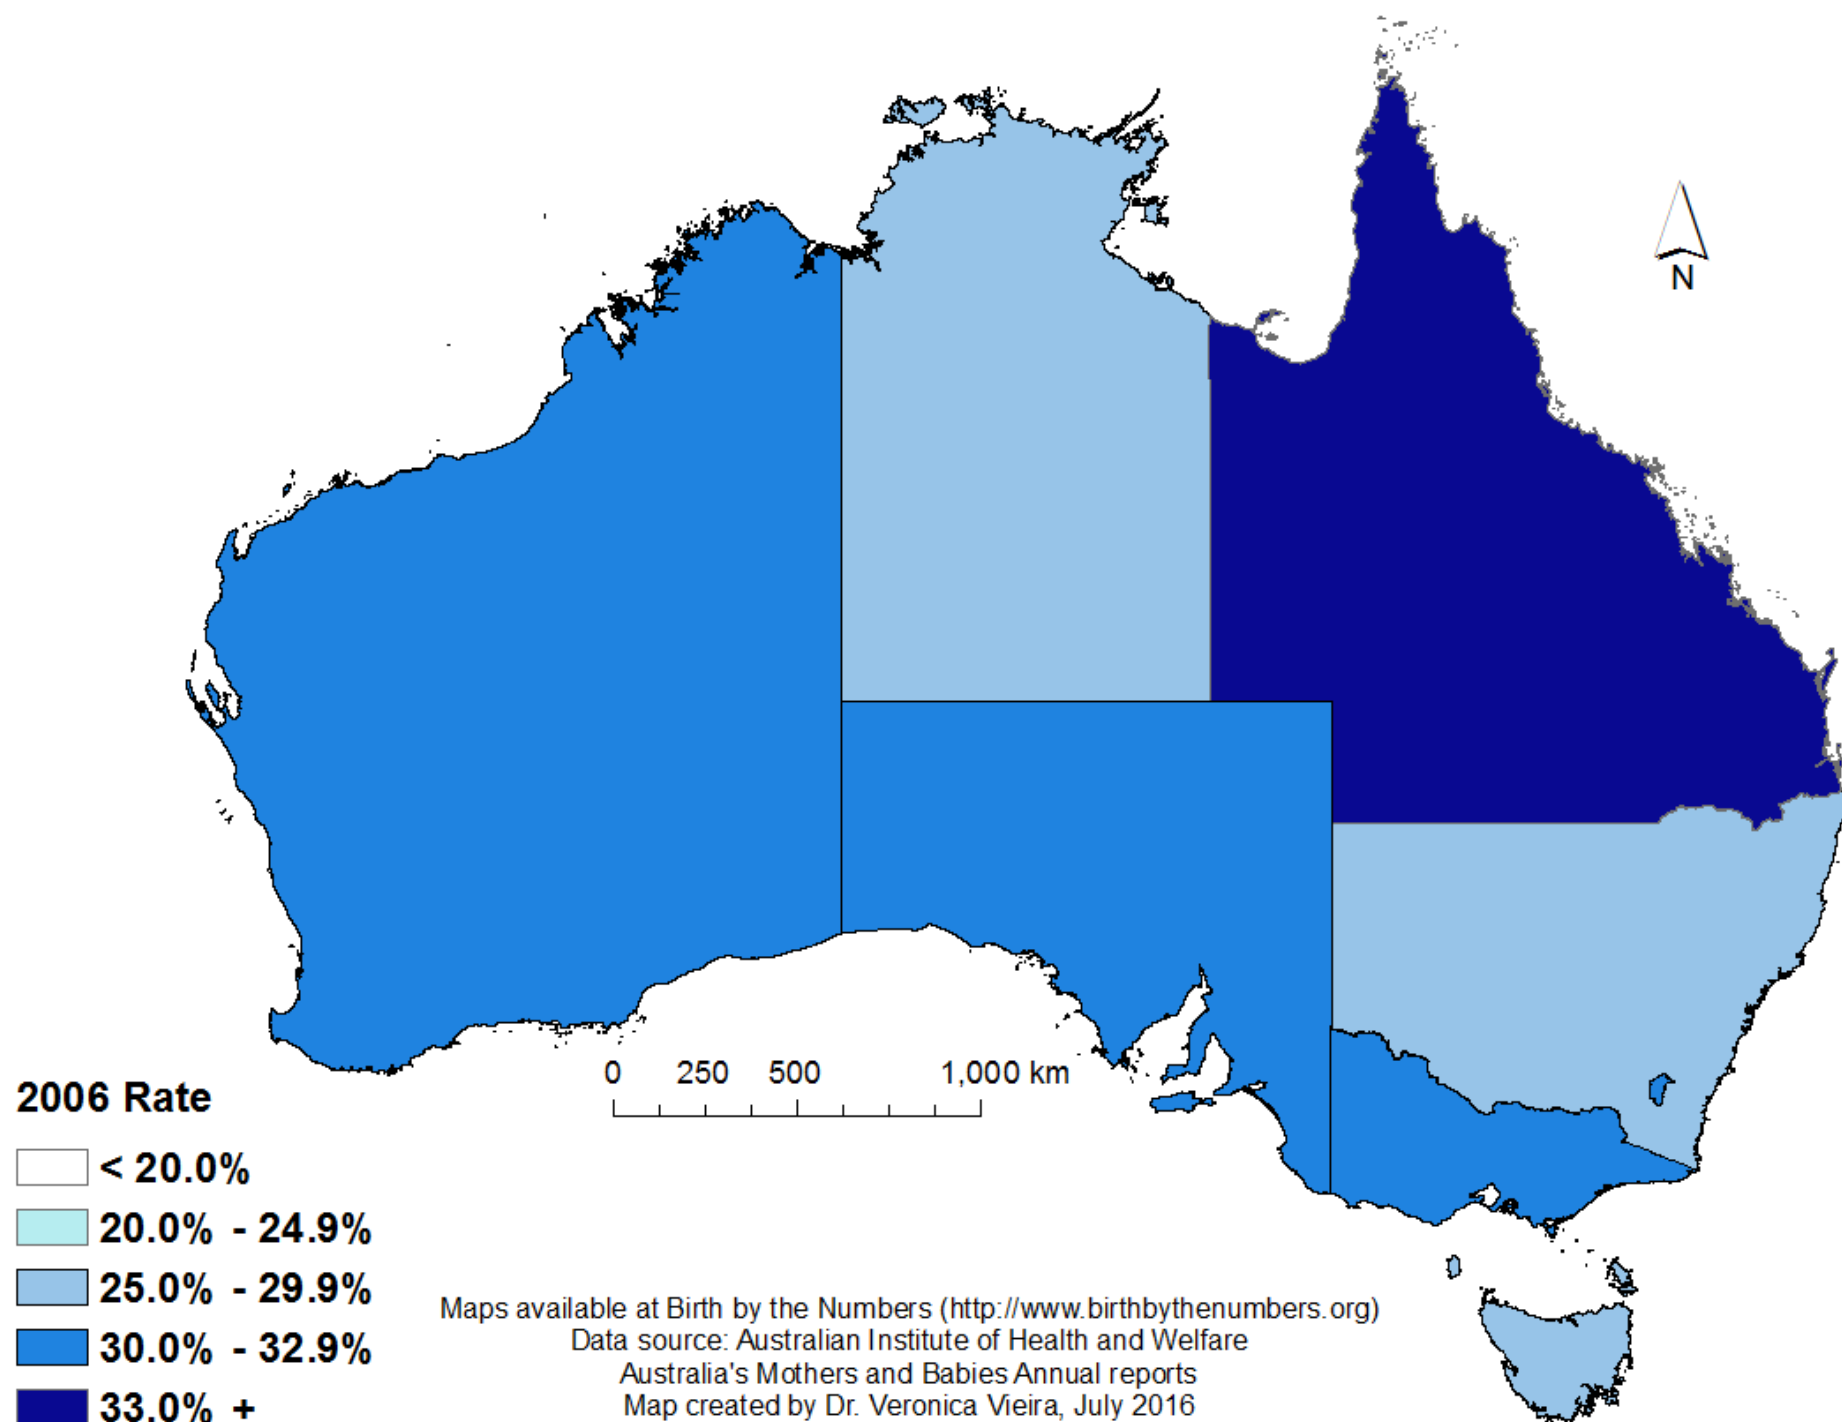 N
0 250 500 1,000 km
2006 Rate
< 20.0%
20.0% - 24.9%
25.0% - 29.9%
30.0% - 32.9%
33.0% +
Maps available at Birth by the Numbers (http://www.birthbythenumbers.org)
Data source: Australian Institute of Health and Welfare
Australia's Mothers and Babies Annual reports
Map created by Dr. Veronica Vieira, July 2016